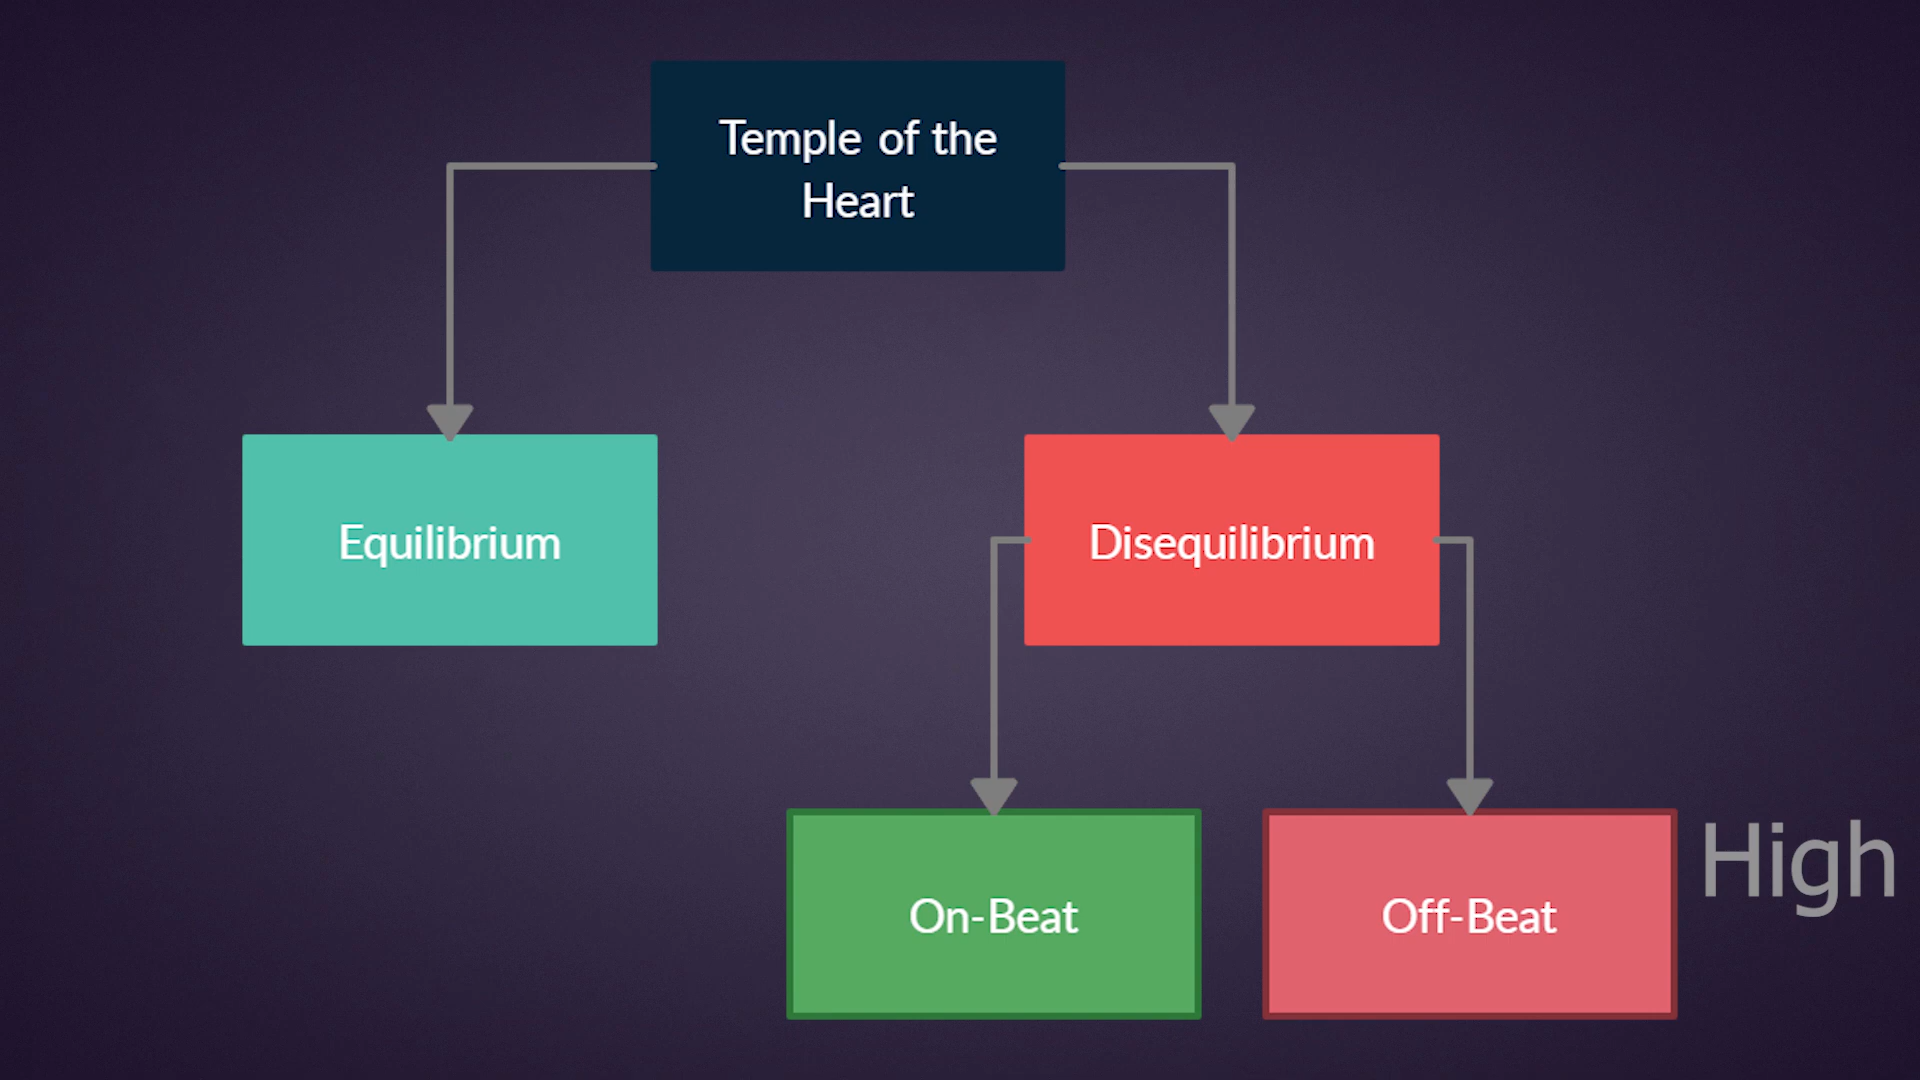 Temple of the
Heart
Equilibrium
Disequilibrium
On-Beat
Off-Beat
High